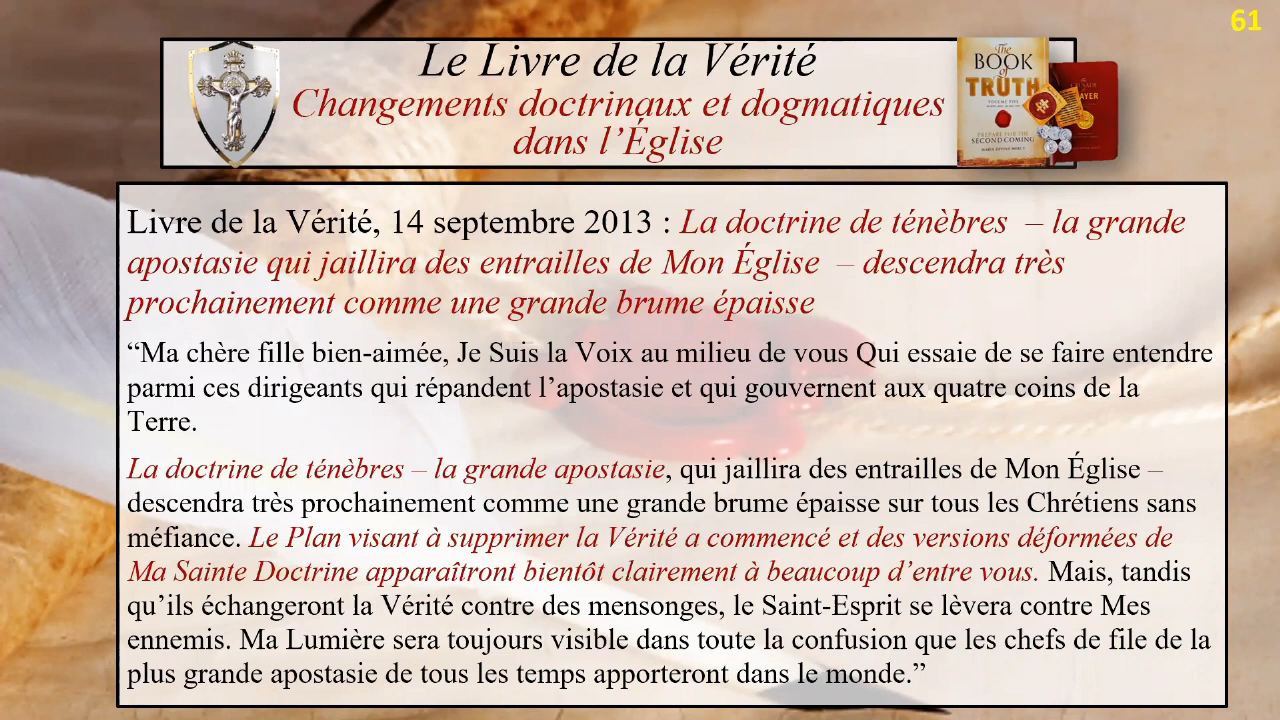 61
Le Livre de la Vérité
Changements doctrinaux et dogmatiques
dans l’Église
The
BOOK
of
TRUTH
PREPARE FOR THE
SECOND COMING
Livre de la Vérité, 14 septembre 2013 : La doctrine de ténèbres – la grande
apostasie qui jaillira des entrailles de Mon Église – descendra très
prochainement comme une grande brume épaisse
“Ma chère fille bien-aimée, Je Suis la Voix au milieu de vous Qui essaie de se faire entendre
parmi ces dirigeants qui répandent l’apostasie et qui gouvernent aux quatre coins de la
Terre.
La doctrine de ténèbres – la grande apostasie, qui jaillira des entrailles de Mon Église –
descendra très prochainement comme une grande brume épaisse sur tous les Chrétiens sans
méfiance. Le Plan visant à supprimer la Vérité a commencé et des versions déformées de
Ma Sainte Doctrine apparaîtront bientôt clairement à beaucoup d’entre vous. Mais, tandis
qu’ils échangeront la Vérité contre des mensonges, le Saint-Esprit se lèvera contre Mes
ennemis. Ma Lumière sera toujours visible dans toute la confusion que les chefs de file de la
plus grande apostasie de tous les temps apporteront dans le monde.”